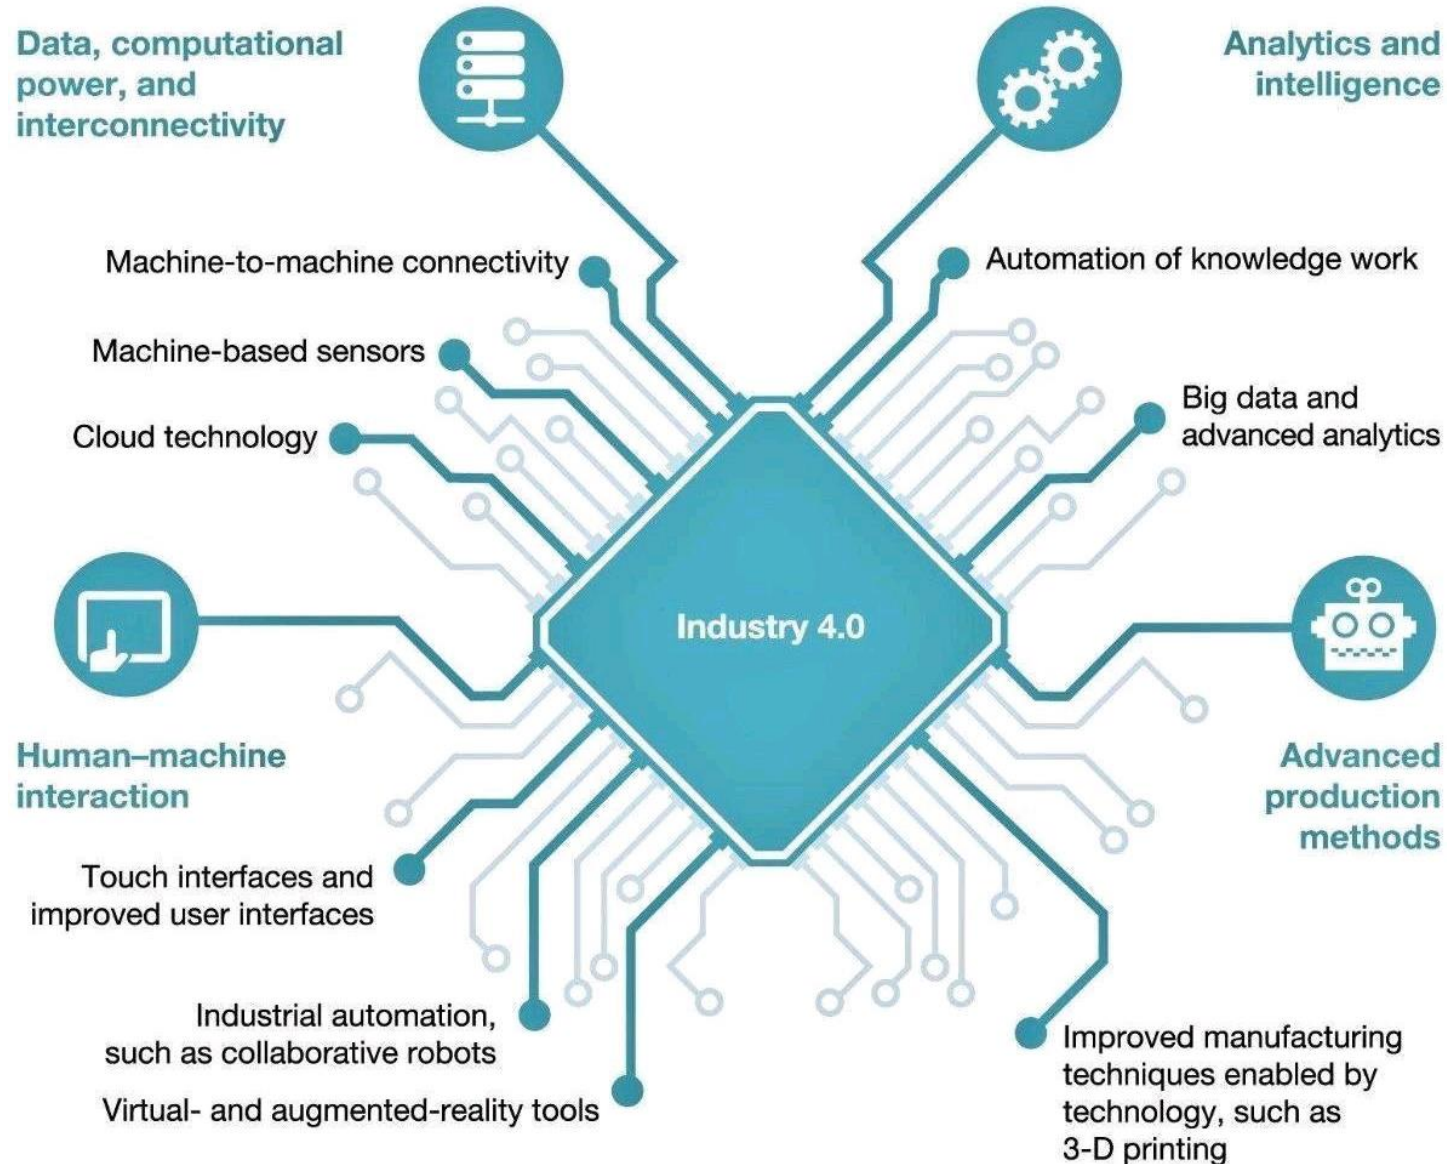 Data, computational
power, and
interconnectivity
Analytics and
intelligence
Machine-to-machine connectivity
Automation of knowledge work
Machine-based sensors
Big data and
advanced analytics
Cloud technology
Industry 4.0
Human–machine
interaction
Advanced
production
methods
Touch interfaces and
improved user interfaces
Industrial automation,
such as collaborative robots
Virtual- and augmented-reality tools
Improved manufacturing
techniques enabled by
technology, such as
3-D printing